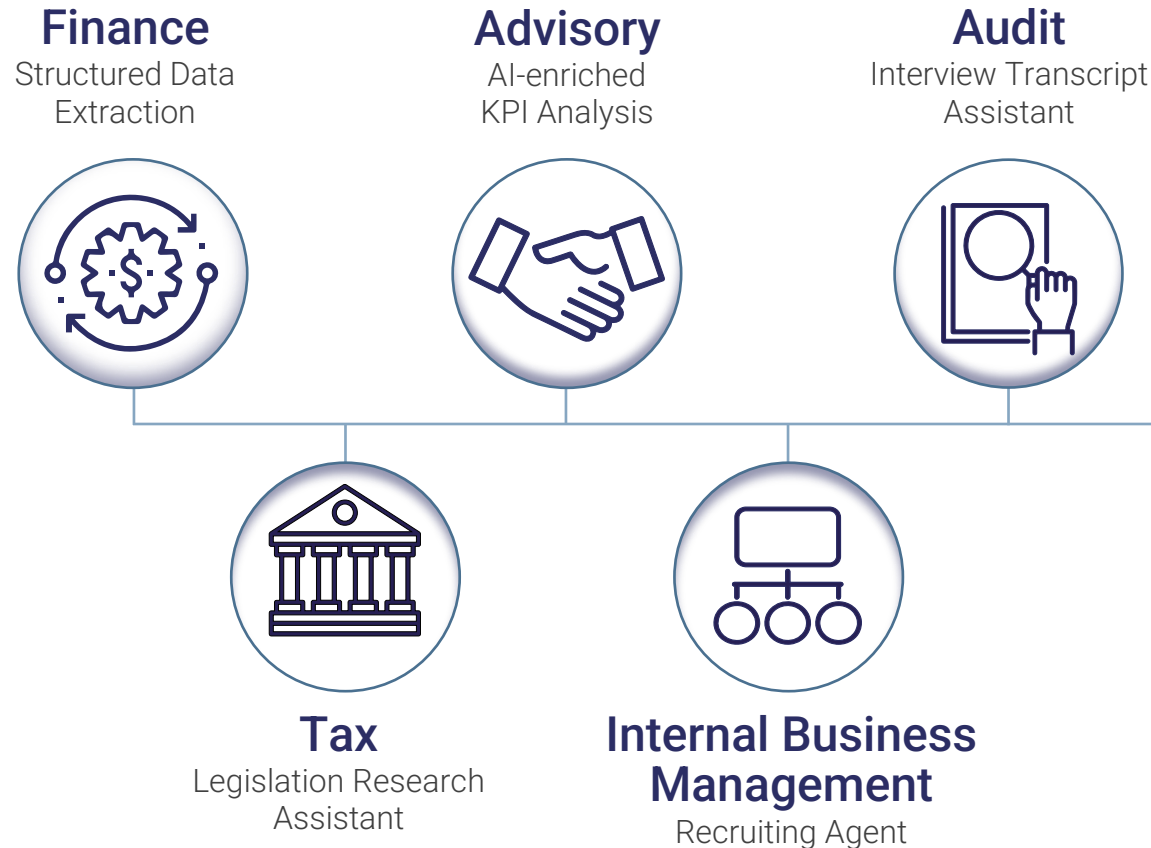 Finance
Structured Data
Extraction
Advisory
AI-enriched
KPI Analysis
Audit
Interview Transcript
Assistant
$
Tax
Legislation Research
Assistant
Internal Business
Management
Recruiting Agent